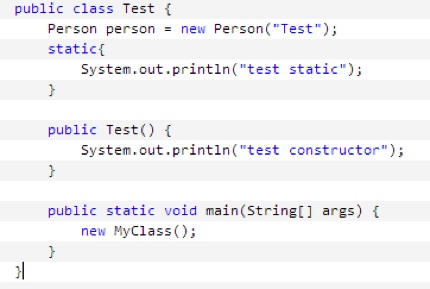 public class Test {
    Person person = new Person("Test");
    static{
        System.out.println("test static");
    }

    public Test() {
        System.out.println("test constructor");
    }

    public static void main(String[] args) {
        new MyClass();
    }
}